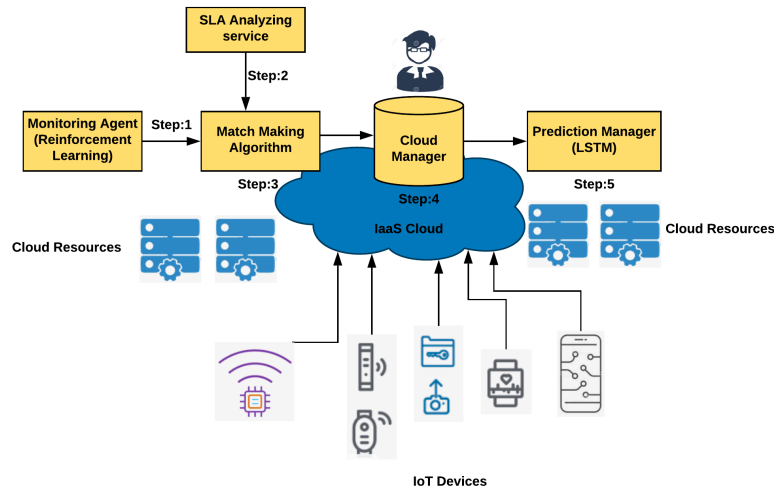 SLA Analyzing
service
Step:2
Monitoring Agent
(Reinforcement
Learning)
Step:1
Match Making
Algorithm
Step:3
Cloud
Manager
Step:4
IaaS Cloud
Prediction Manager
(LSTM)
Step:5
Cloud Resources
Cloud Resources
IoT Devices